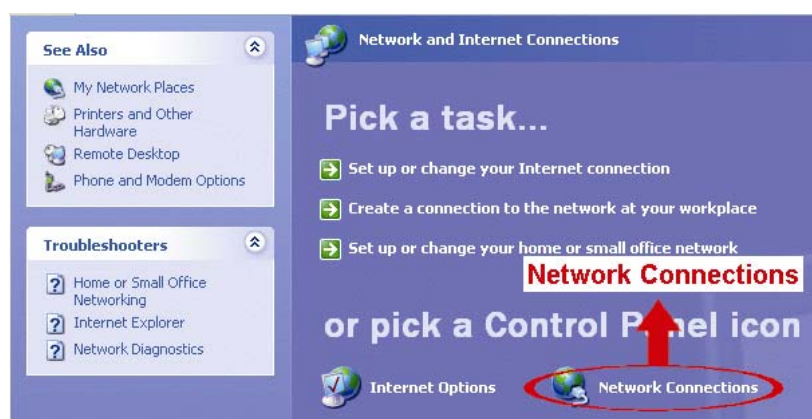 See Also
My Network Places
Printers and Other
Hardware
Remote Desktop
Phone and Modem Options
Troubleshooters
Home or Small Office
Networking
Internet Explorer
Network Diagnostics
Network and Internet Connections
Pick a task...
Set up or change your Internet connection
Create a connection to the network at your workplace
Set up or change your home or small office network
Network Connections
or pick a Control Panel icon
Internet Options
Network Connections